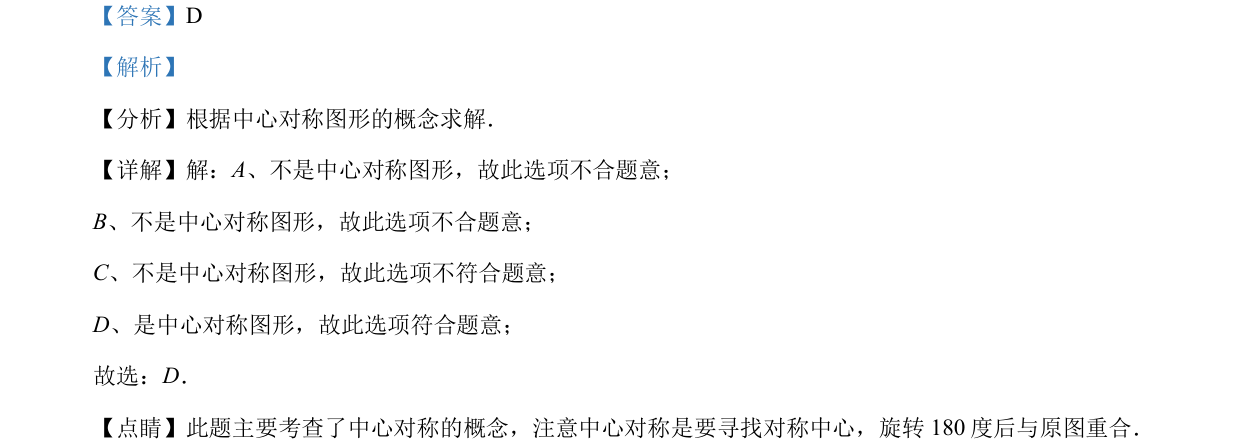 【答案】D
【解析】
【分析】根据中心对称图形的概念求解．
【详解】解：A、不是中心对称图形，故此选项不合题意；
B、不是中心对称图形，故此选项不合题意；
C、不是中心对称图形，故此选项不符合题意；
D、是中心对称图形，故此选项符合题意；
故选：D．
【点睛】此题主要考查了中心对称的概念，注意中心对称是要寻找对称中心，旋转 180 度后与原图重合．